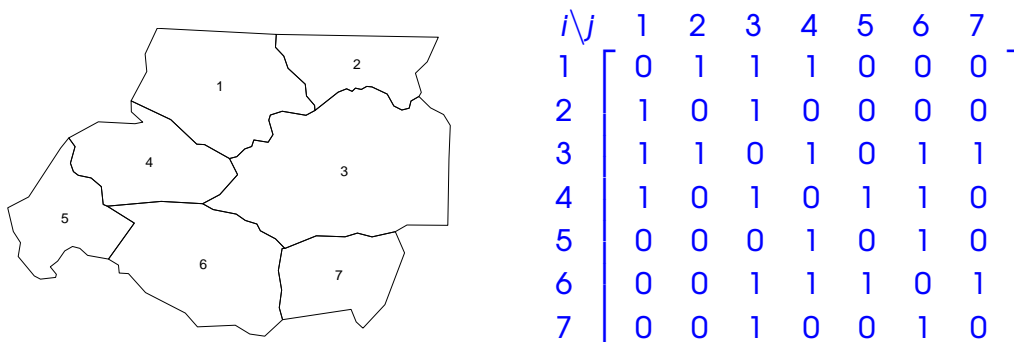 1
2
3
4
5
6
7
i\j 1 2 3 4 5 6 7
1 0 1 1 1 0 0 0
2 1 0 1 0 0 0 0
3 1 1 0 1 0 1 1
4 1 0 1 0 1 1 0
5 0 0 0 1 0 1 0
6 0 0 1 1 1 0 1
7 0 0 1 0 0 1 0